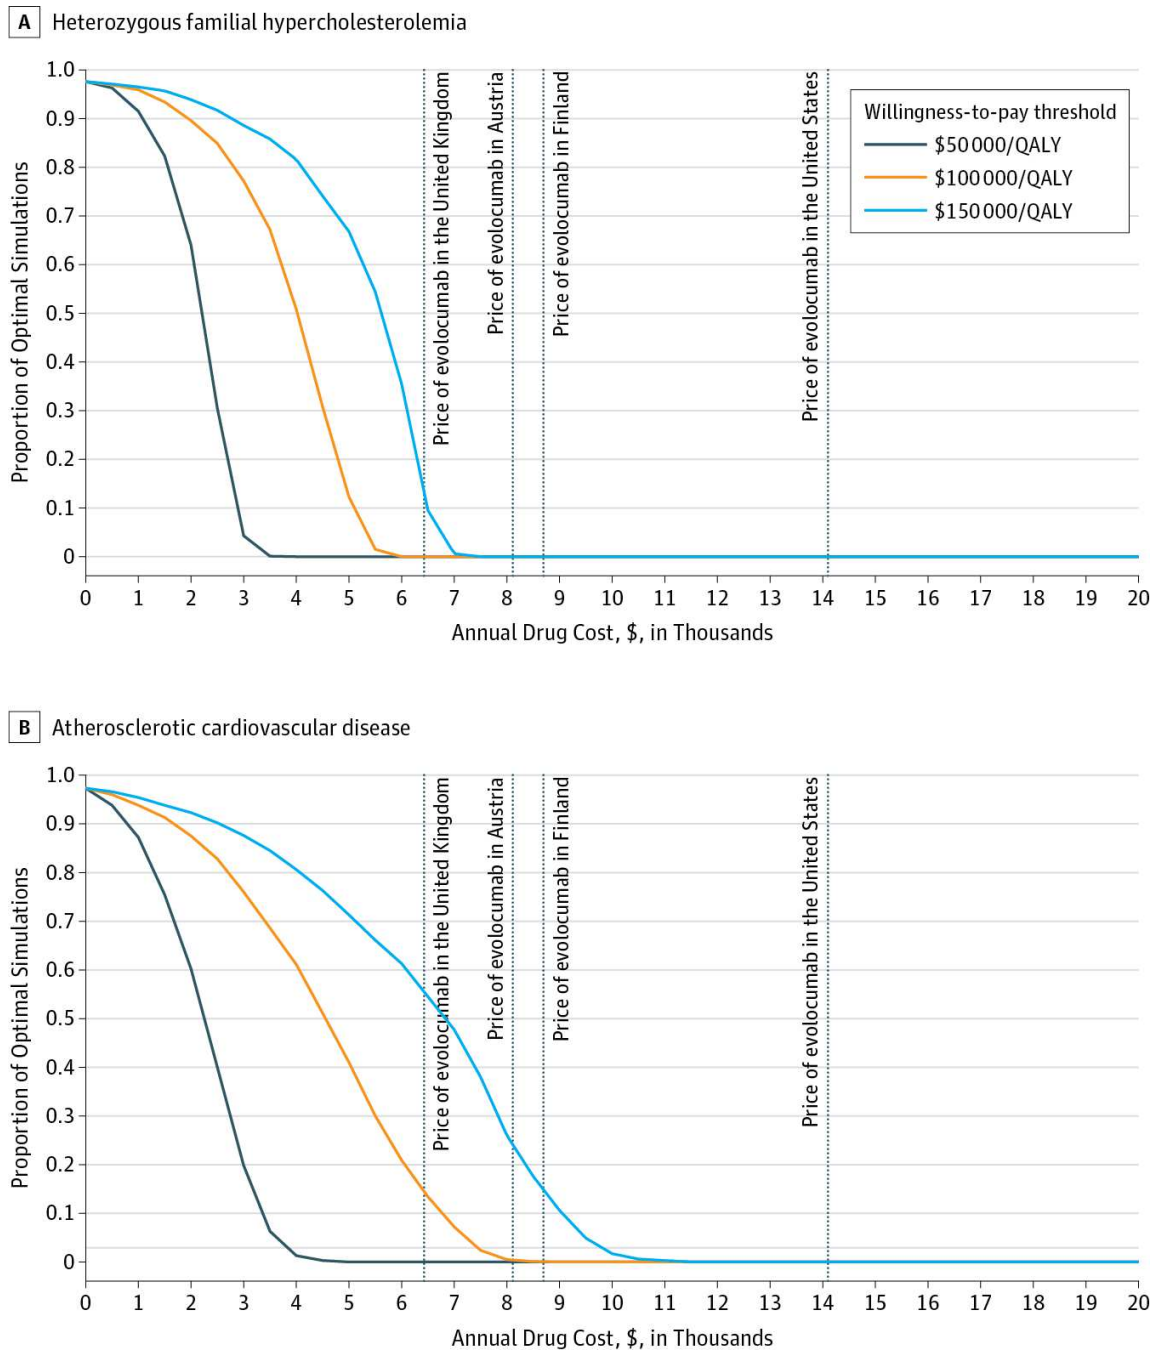 A Heterozygous familial hypercholesterolemia
1.0
0.9
0.8
0.7
0.6
0.5
0.4
0.3
0.2
0.1
0
Proportion of Optimal Simulations
Price of evolocumab in the United Kingdom
Price of evolocumab in Austria
Price of evolocumab in Finland
Price of evolocumab in the United States
Willingness-to-pay threshold
$50 000/QALY
$100 000/QALY
$150 000/QALY
0 1 2 3 4 5 6 7 8 9 10 11 12 13 14 15 16 17 18 19 20
Annual Drug Cost, $, in Thousands
B Atherosclerotic cardiovascular disease
1.0
0.9
0.8
0.7
0.6
0.5
0.4
0.3
0.2
0.1
0
Proportion of Optimal Simulations
Price of evolocumab in the United Kingdom
Price of evolocumab in Austria
Price of evolocumab in Finland
Price of evolocumab in the United States
0 1 2 3 4 5 6 7 8 9 10 11 12 13 14 15 16 17 18 19 20
Annual Drug Cost, $, in Thousands